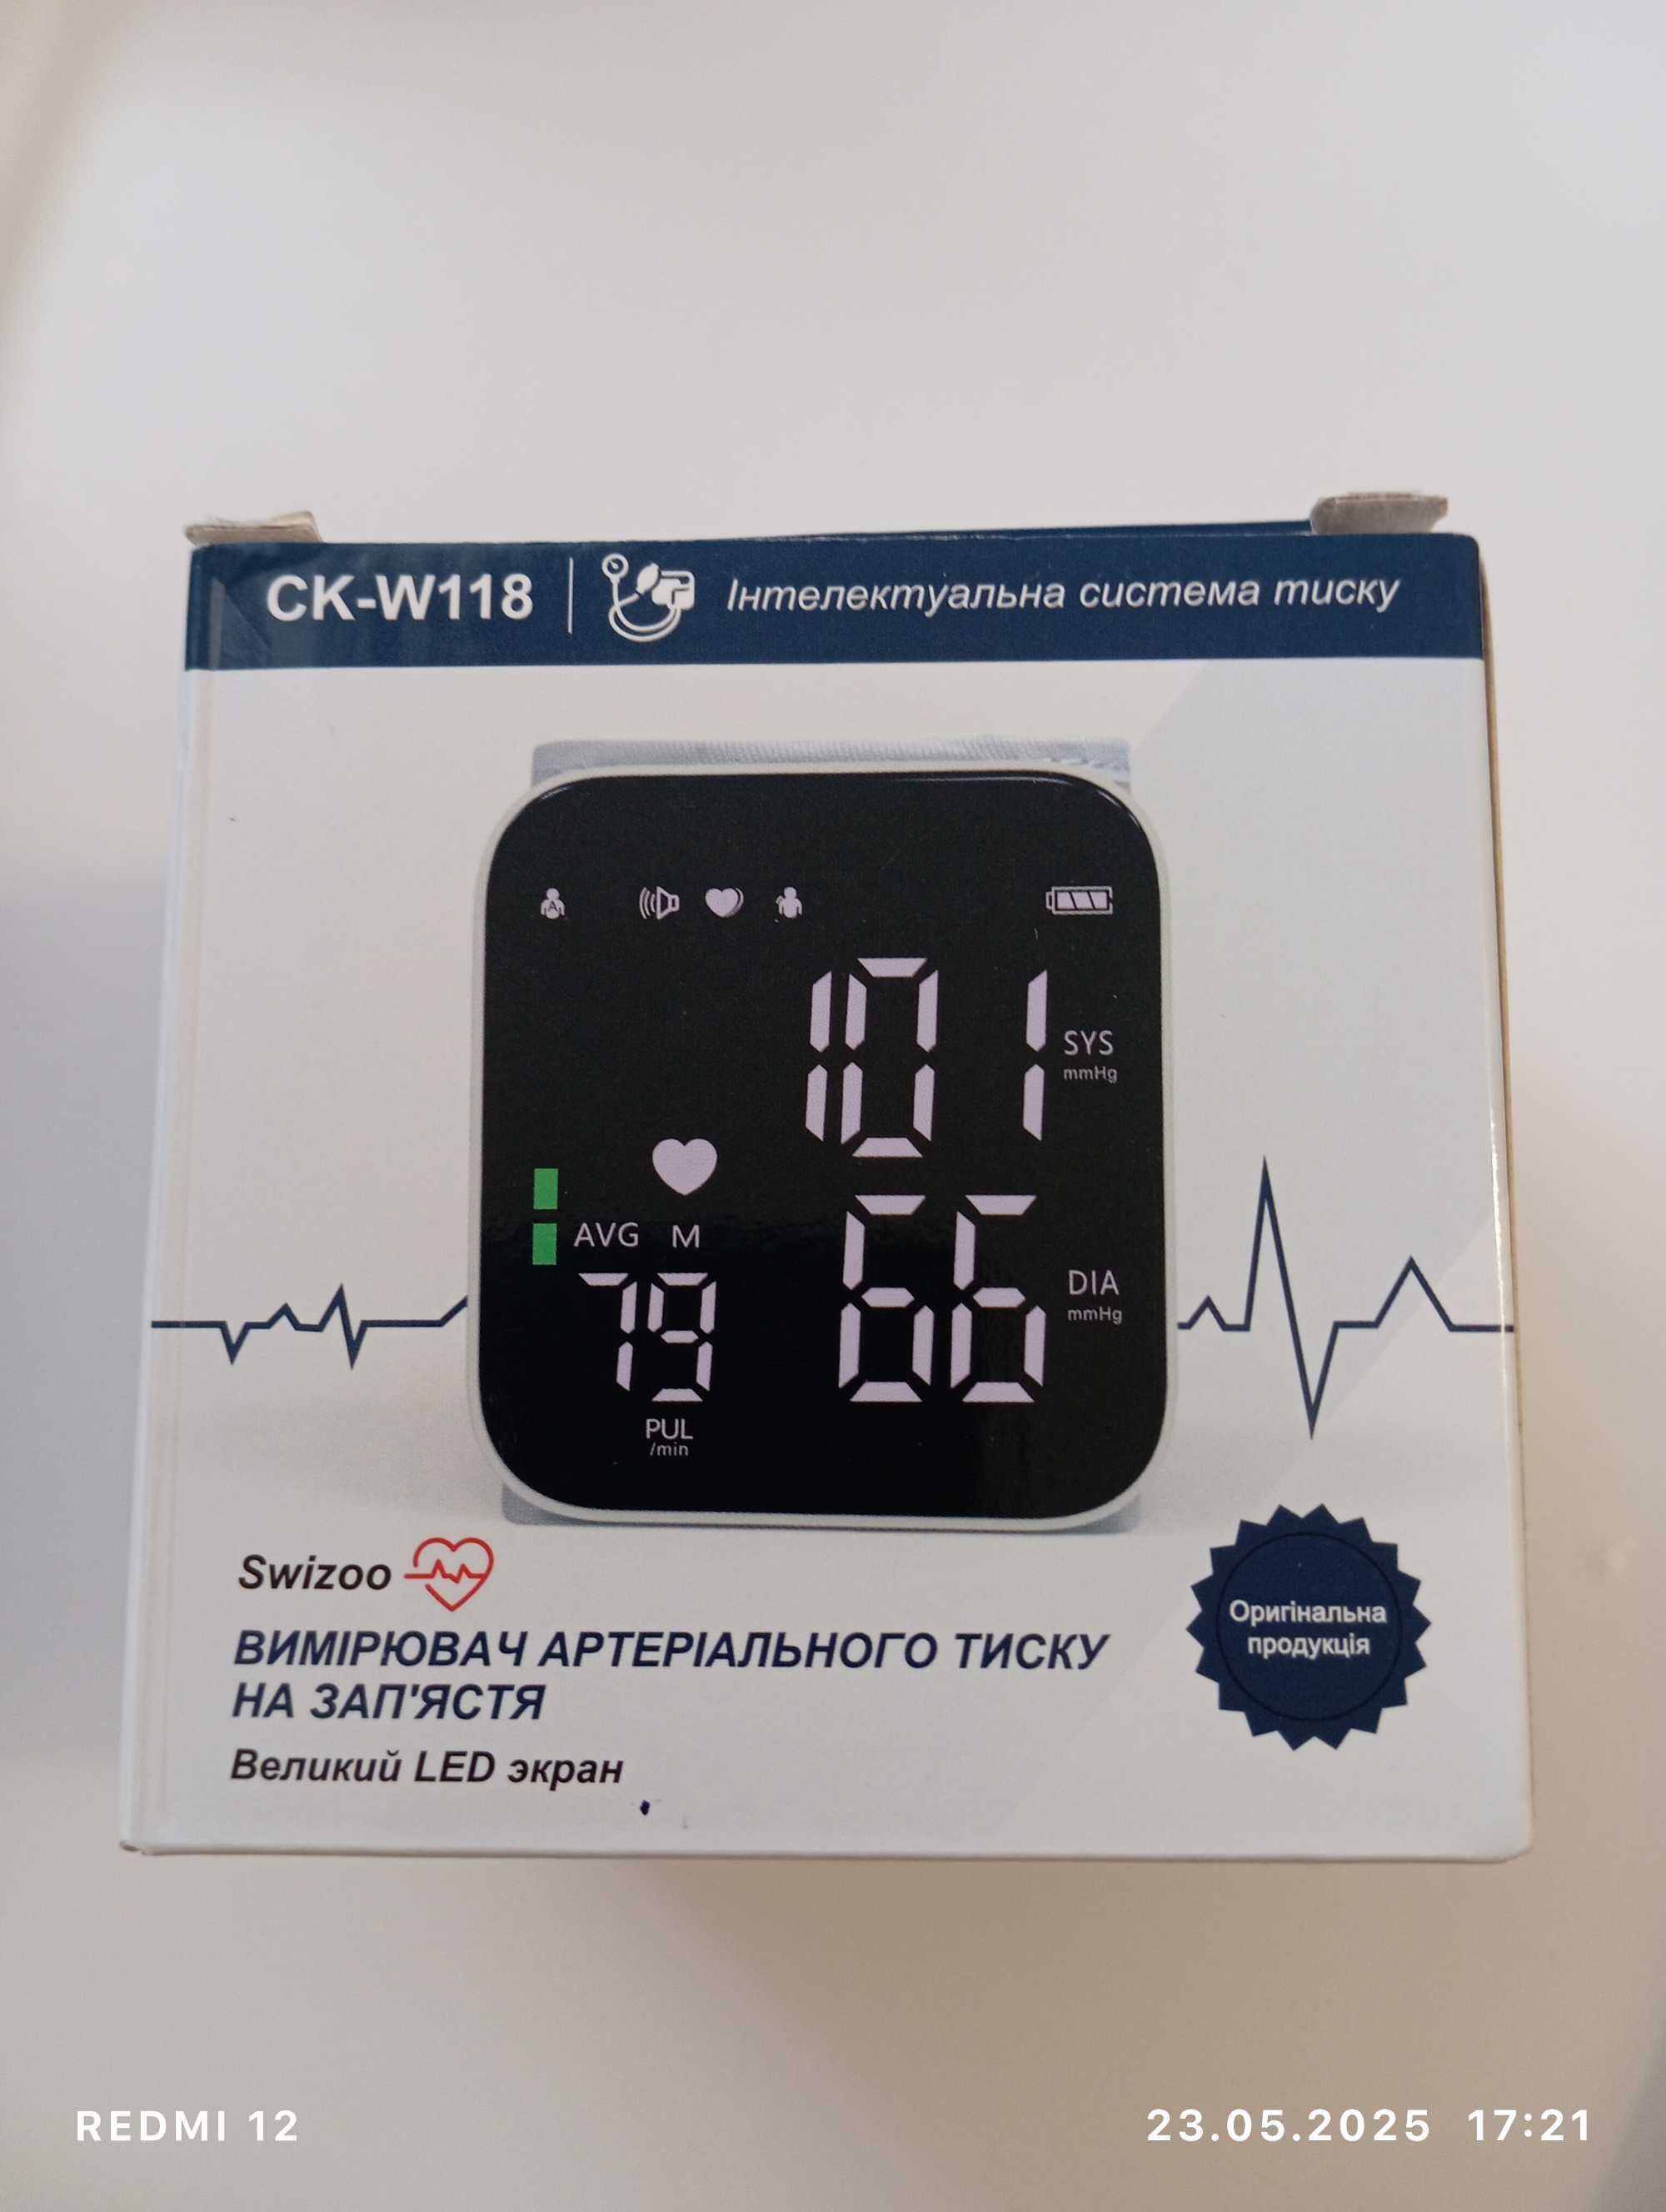 CK-W118
Інтелектуальна система тиску
A
101
SYS
mmHg
AVG M
66
DIA
mmHg
79
PUL
/min
Swizoo
ВИМІРЮВАЧ АРТЕРІАЛЬНОГО ТИСКУ
НА ЗАП'ЯСТЯ
Великий LED экран
Оригінальна
продукція
REDMI 12
23.05.2025 17:21